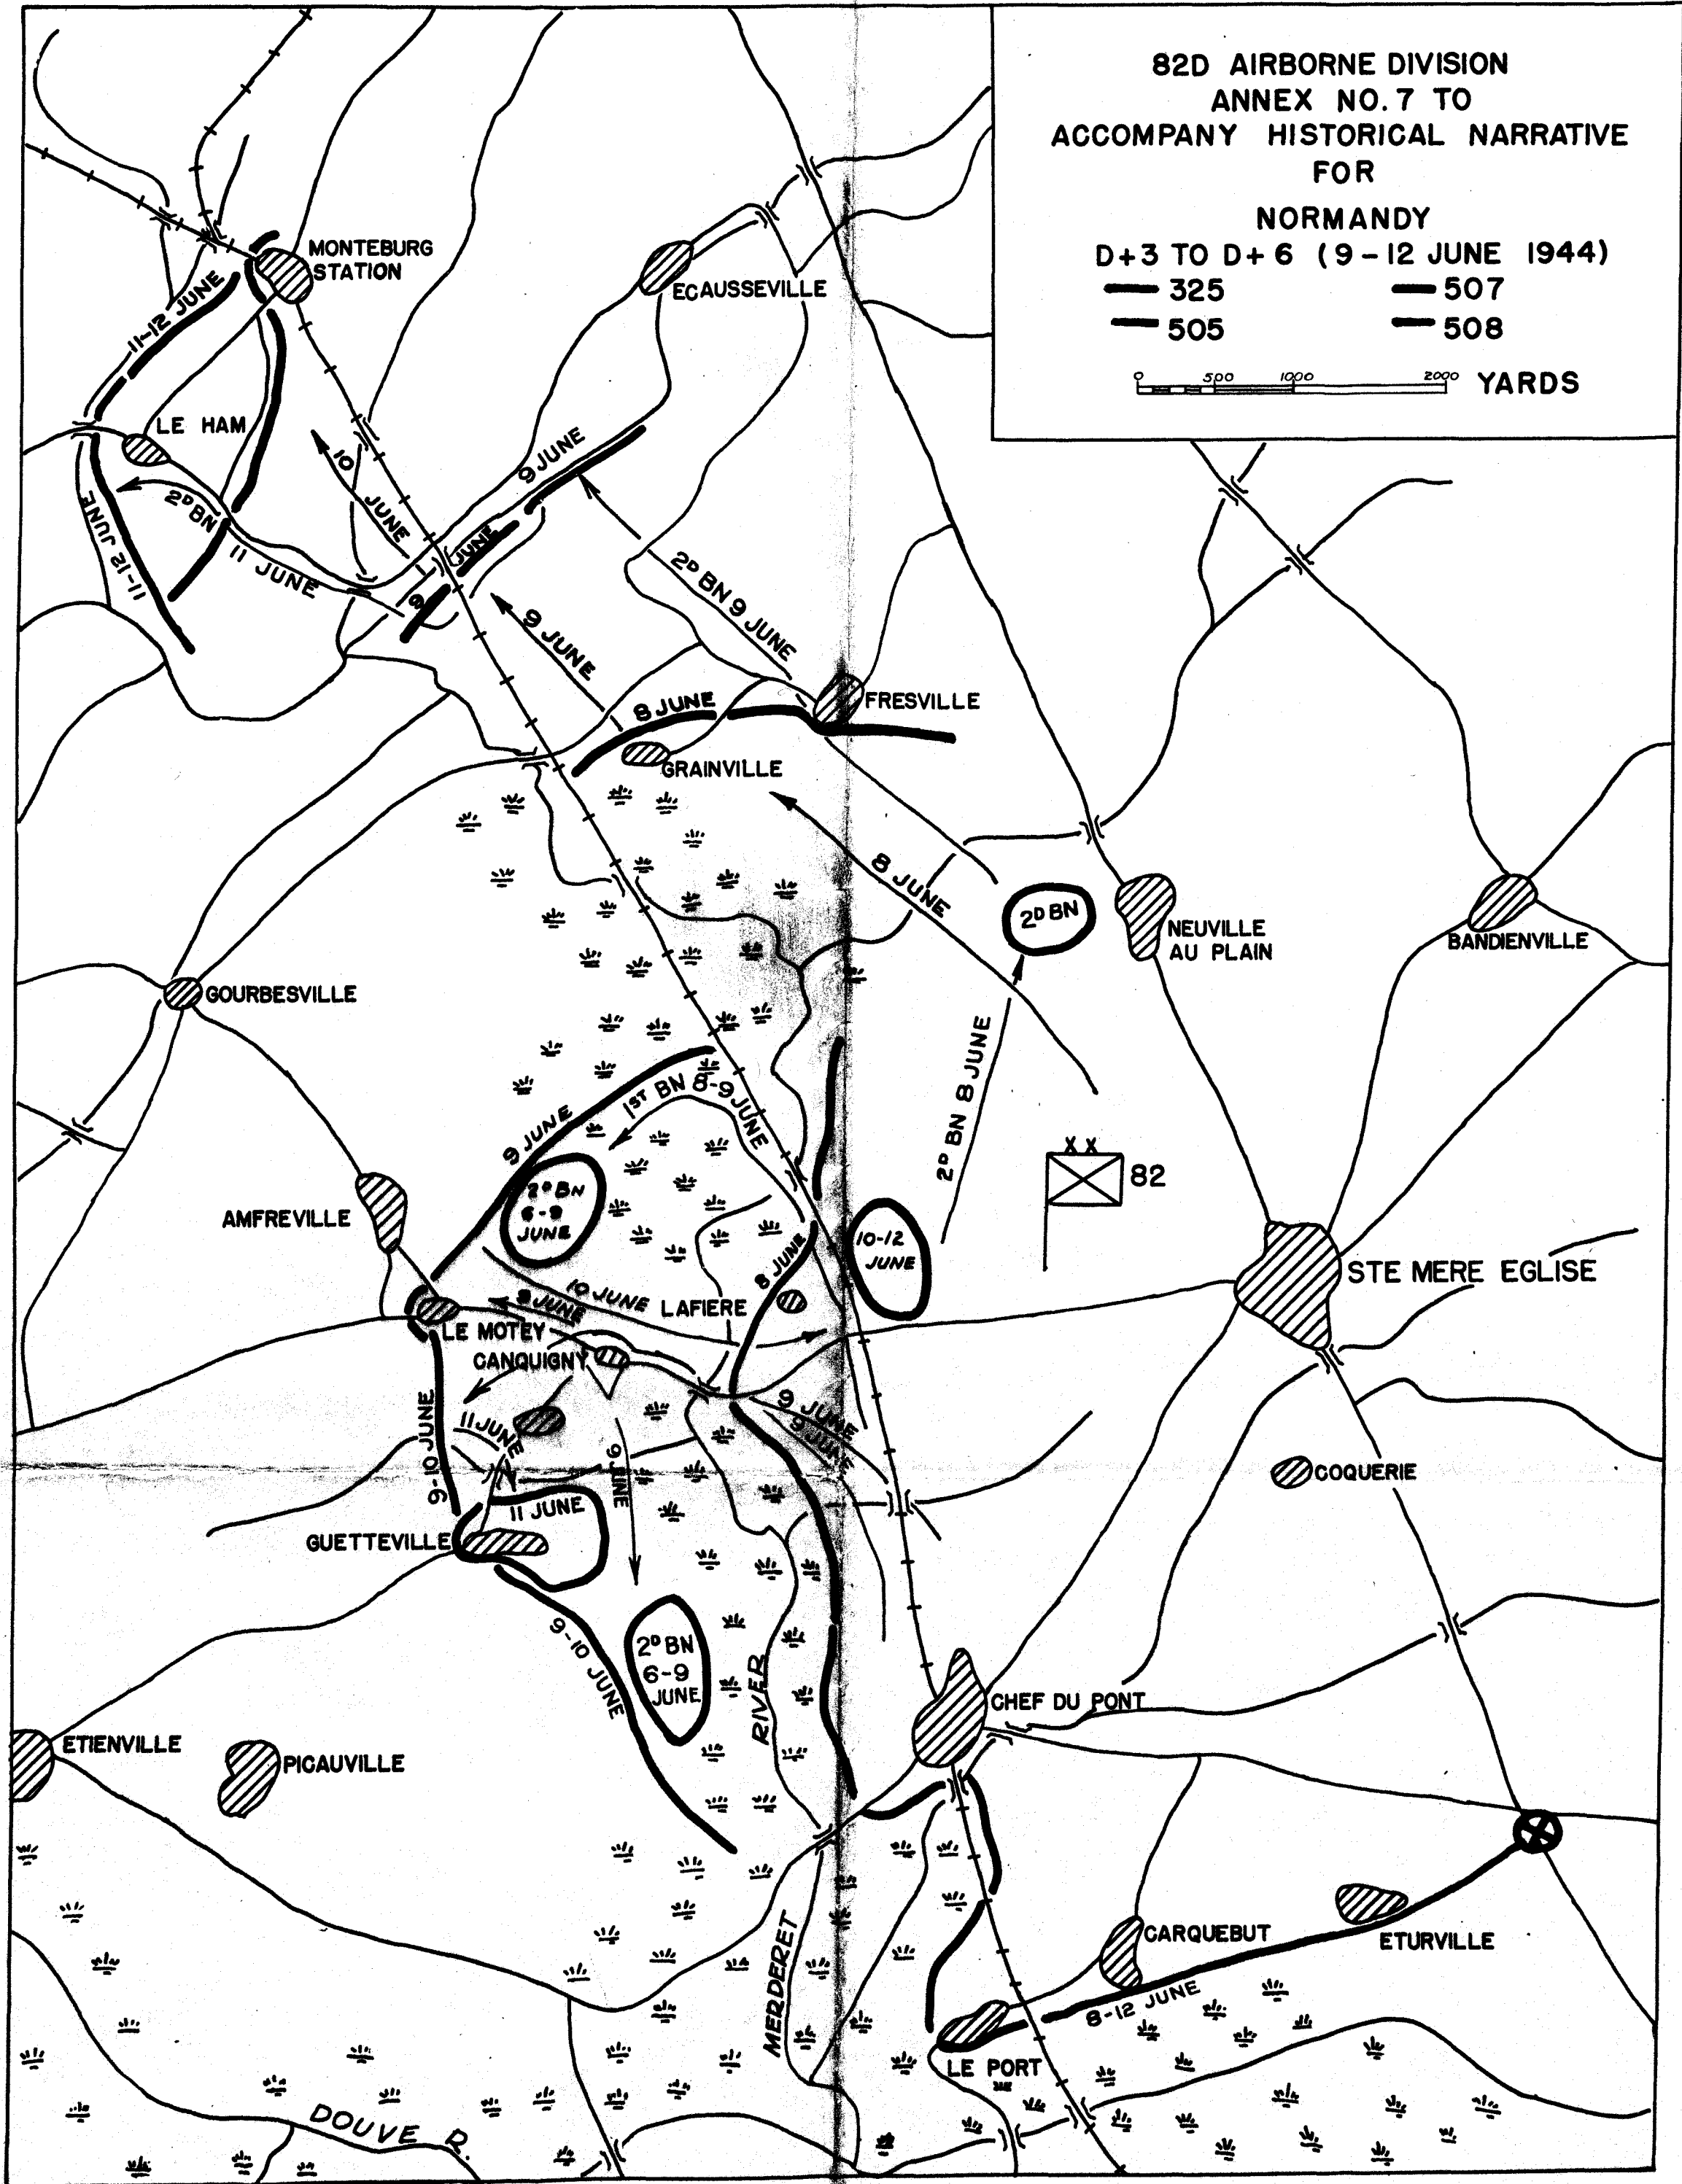 82D AIRBORNE DIVISION
ANNEX NO. 7 TO
ACCOMPANY HISTORICAL NARRATIVE
FOR
NORMANDY
D+3 TO D+6 (9-12 JUNE 1944)
325
507
505
508
0 500 1000 2000 YARDS
MONTEBURG
STATION
ECAUSSEVILLE
11-12 JUNE
LE HAM
10 JUNE
9 JUNE
2D BN 11 JUNE
11-12 JUNE
9 JUNE
2D BN 9 JUNE
9 JUNE
8 JUNE
FRESVILLE
GRAINVILLE
8 JUNE
2D BN
NEUVILLE
AU PLAIN
BANDIENVILLE
GOURBESVILLE
2D BN 8 JUNE
1ST BN 8-9 JUNE
9 JUNE
82
2D BN
6-9
JUNE
AMFREVILLE
10-12
JUNE
8 JUNE
STE MERE EGLISE
10 JUNE
9 JUNE
LAFIERE
LE MOTEY
CANQUIGNY
9-10 JUNE
11 JUNE
9 JUNE
9 JUNE
9 JUNE
COQUERIE
11 JUNE
GUETTEVILLE
9-10 JUNE
2D BN
6-9
JUNE
CHEF DU PONT
ETIENVILLE
PICAUVILLE
MERDERET RIVER
CARQUEBUT
ETURVILLE
8-12 JUNE
LE PORT
DOUVE R.